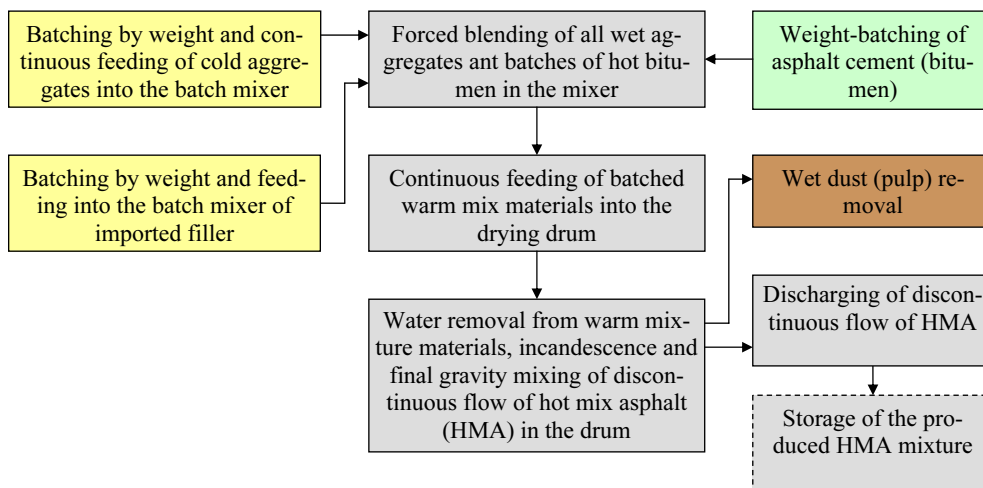 Batching by weight and con-
tinuous feeding of cold aggre-
gates into the batch mixer
Forced blending of all wet ag-
gregates ant batches of hot bitu-
men in the mixer
Weight-batching of
asphalt cement (bitu-
men)
Batching by weight and feed-
ing into the batch mixer of
imported filler
Continuous feeding of batched
warm mix materials into the
drying drum
Wet dust (pulp) re-
moval
Water removal from warm mix-
ture materials, incandescence and
final gravity mixing of discon-
tinuous flow of hot mix asphalt
(HMA) in the drum
Discharging of discon-
tinuous flow of HMA
Storage of the pro-
duced HMA mixture